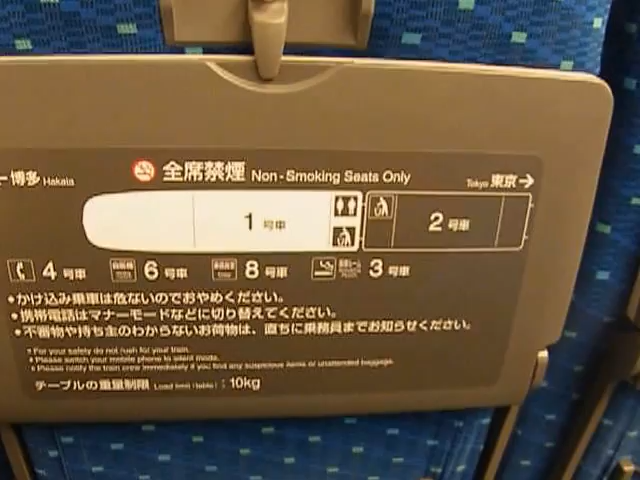 全席禁煙 Non-Smoking Seats Only
←博多 Hakata
Tokyo 東京→
1 号車
2 号車
4 号車 6 号車 8 号車 3 号車
•かけ込み乗車は危ないのでおやめください。
•携帯電話はマナーモードなどに切り替えてください。
•不審物や持ち主のわからないお荷物は、直ちに乗務員までお知らせください。
* For your safety do not rush for your train.
* Please switch your mobile phone to silent mode.
* Please notify the train crew immediately if you find any suspicious items or unattended baggage.
テーブルの重量制限 Load limit (table) : 10kg